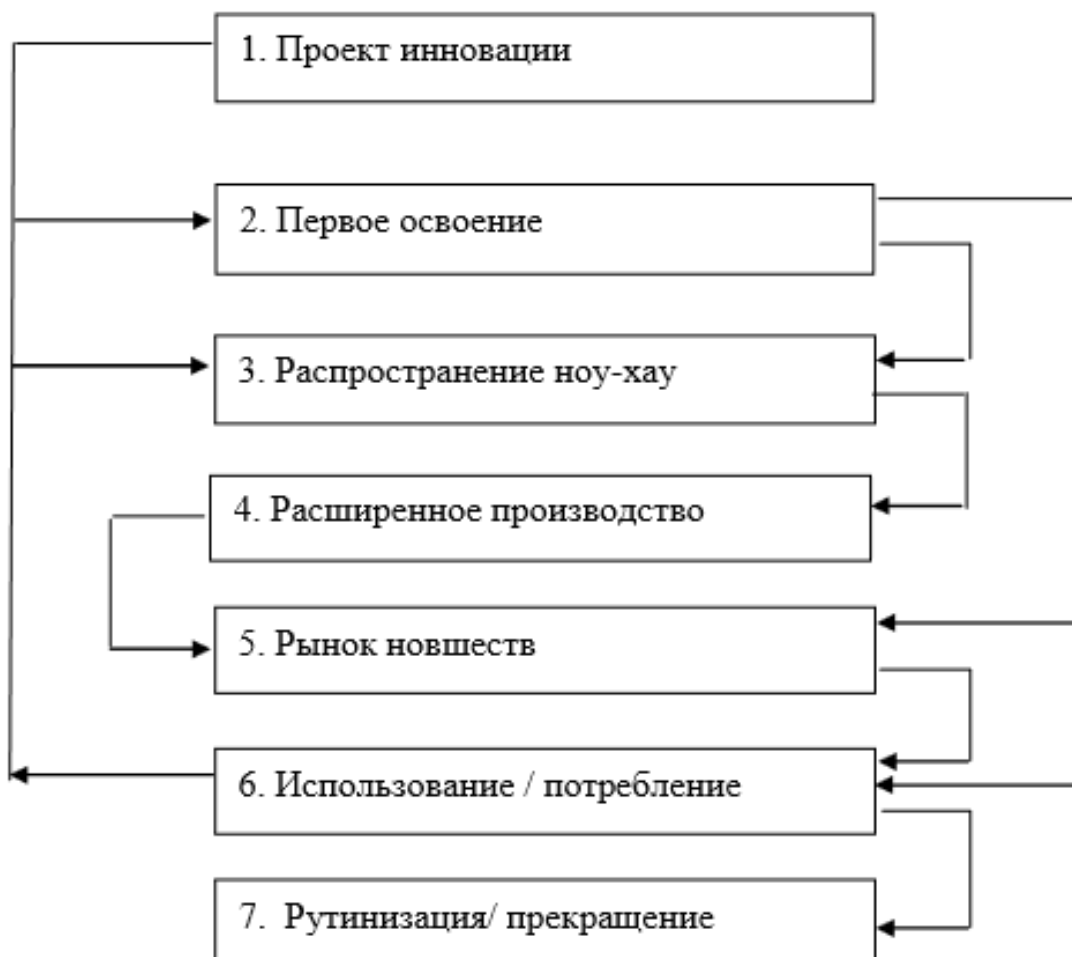 1. Проект инновации
2. Первое освоение
3. Распространение ноу-хау
4. Расширенное производство
5. Рынок новшеств
6. Использование / потребление
7. Рутинизация/ прекращение